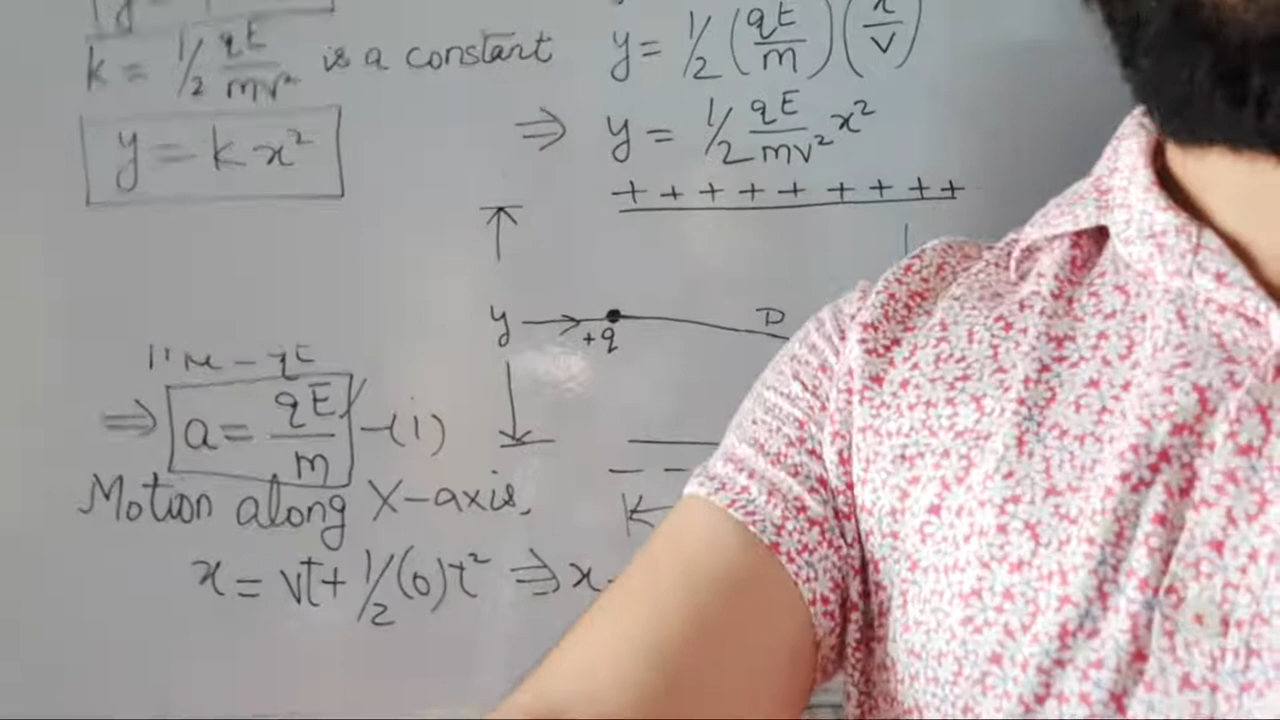 k = 1/2 qE/mv² is a constant
y = kx²
y = 1/2 (qE/m)(x/v)
⇒ y = 1/2 qE/mv² x²
+ + + + + + + + +
y
+q
⇒ a = qE/m -(i)
Motion along X-axis,
x = vt + 1/2(0)t² ⇒ x